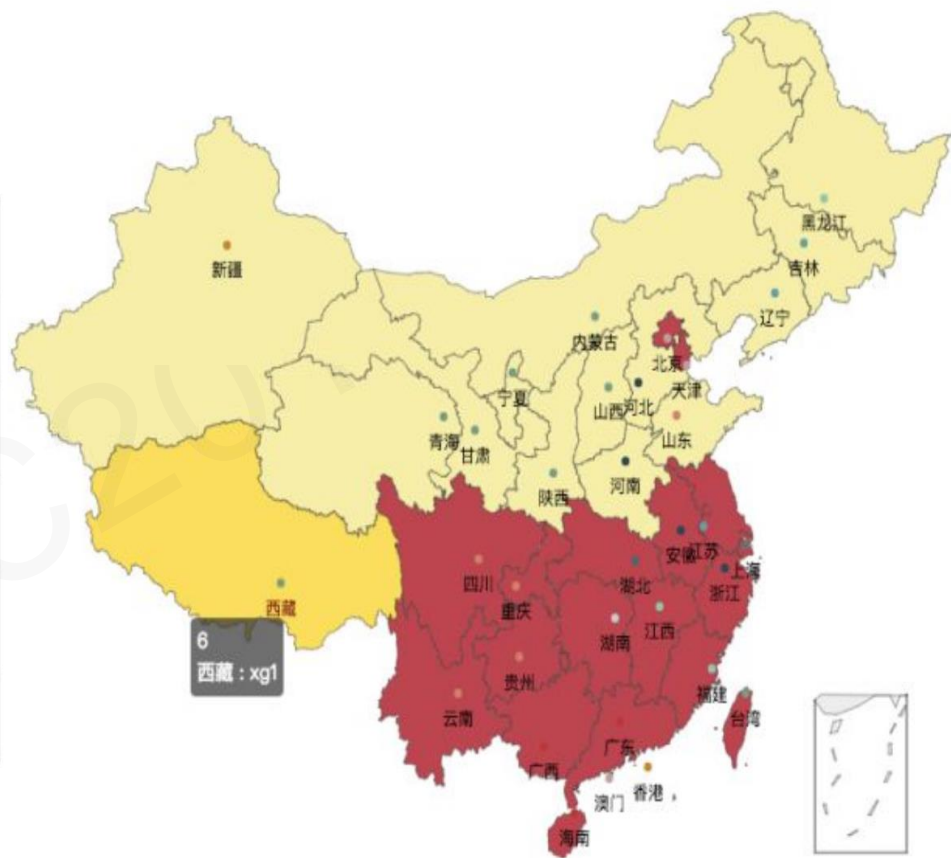 黑龙江
新疆
吉林
辽宁
内蒙古
北京
宁夏
山西
河北
天津
青海
甘肃
山东
陕西
河南
安徽
江苏
四川
湖北
上海
重庆
浙江
西藏
湖南
江西
6
西藏：xg1
贵州
福建
云南
广东
台湾
广西
澳门
香港
海南